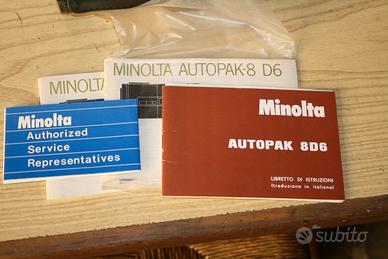 MINOLTA AUTOPAK-8 D6
MINOLTA
Minolta
Authorized
Service
Representatives
Minolta
AUTOPAK 8D6
LIBRETTO DI ISTRUZIONI
(traduzione in italiano)
subito